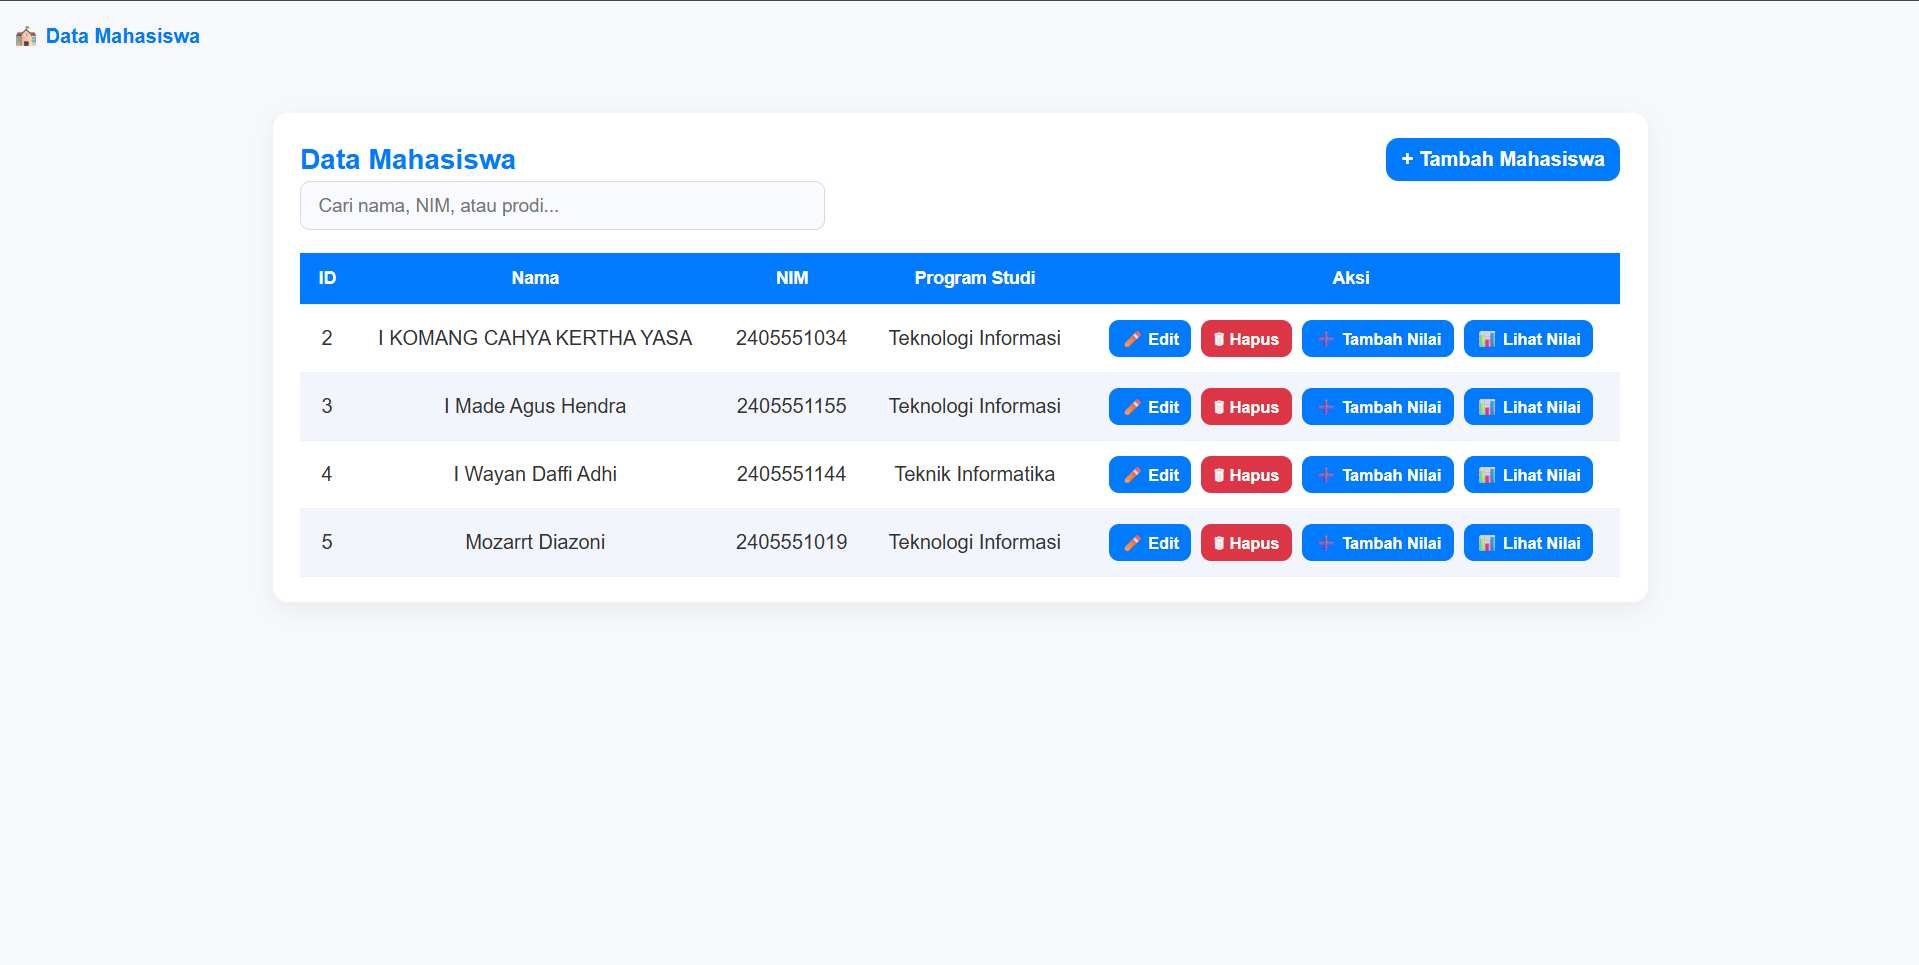 Data Mahasiswa
Data Mahasiswa
+ Tambah Mahasiswa
Cari nama, NIM, atau prodi...
ID Nama NIM Program Studi Aksi
2 I KOMANG CAHYA KERTHA YASA 2405551034 Teknologi Informasi Edit Hapus Tambah Nilai Lihat Nilai
3 I Made Agus Hendra 2405551155 Teknologi Informasi Edit Hapus Tambah Nilai Lihat Nilai
4 I Wayan Daffi Adhi 2405551144 Teknik Informatika Edit Hapus Tambah Nilai Lihat Nilai
5 Mozarrt Diazoni 2405551019 Teknologi Informasi Edit Hapus Tambah Nilai Lihat Nilai